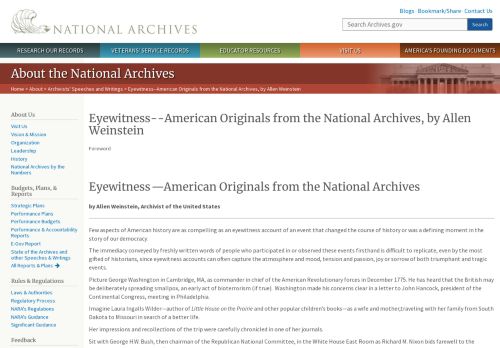 NATIONAL ARCHIVES
Blogs · Bookmark/Share · Contact Us
Search Archives.gov
Search
RESEARCH OUR RECORDS
VETERANS' SERVICE RECORDS
EDUCATOR RESOURCES
VISIT US
AMERICA'S FOUNDING DOCUMENTS
About the National Archives
Home > About > Archivists' Speeches and Writings > Eyewitness--American Originals from the National Archives, by Allen Weinstein
About Us
Visit Us
Vision & Mission
Organization
Leadership
History
National Archives by the
Numbers
Budgets, Plans, &
Reports
Strategic Plans
Performance Plans
Performance Budgets
Performance & Accountability
Reports
E-Gov Report
State of the Archives and
other Speeches & Writings
All Reports & Plans
Rules & Regulations
Laws & Authorities
Regulatory Process
NARA's Regulations
NARA's Guidance
Significant Guidance
Feedback
Eyewitness--American Originals from the National Archives, by Allen
Weinstein
Foreword
Eyewitness—American Originals from the National Archives
by Allen Weinstein, Archivist of the United States
Few aspects of American history are as compelling as an eyewitness account of an event that changed the course of history or was a defining moment in the
story of our democracy.
The immediacy conveyed by freshly written words of people who participated in or observed these events firsthand is difficult to replicate, even by the most
gifted of historians, since eyewitness accounts can often capture the atmosphere and mood, tension and passion, joy or sorrow of both triumphant and tragic
events.
Picture George Washington in Cambridge, MA, as commander in chief of the American Revolutionary forces in December 1775. He has heard that the British may
be deliberately spreading smallpox, an early act of bioterrorism (if true). Washington made his concerns clear in a letter to John Hancock, president of the
Continental Congress, meeting in Philadelphia.
Imagine Laura Ingalls Wilder—author of Little House on the Prairie and other popular children's books—as a wife and mother,traveling with her family from South
Dakota to Missouri in search of a better life.
Her impressions and recollections of the trip were carefully chronicled in one of her journals.
Sit with George H.W. Bush, then chairman of the Republican National Committee, in the White House East Room as Richard M. Nixon bids farewell to the